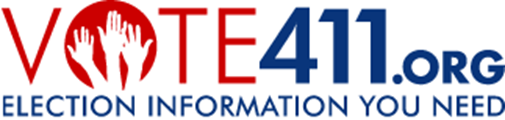 VOTE411.ORG
ELECTION INFORMATION YOU NEED